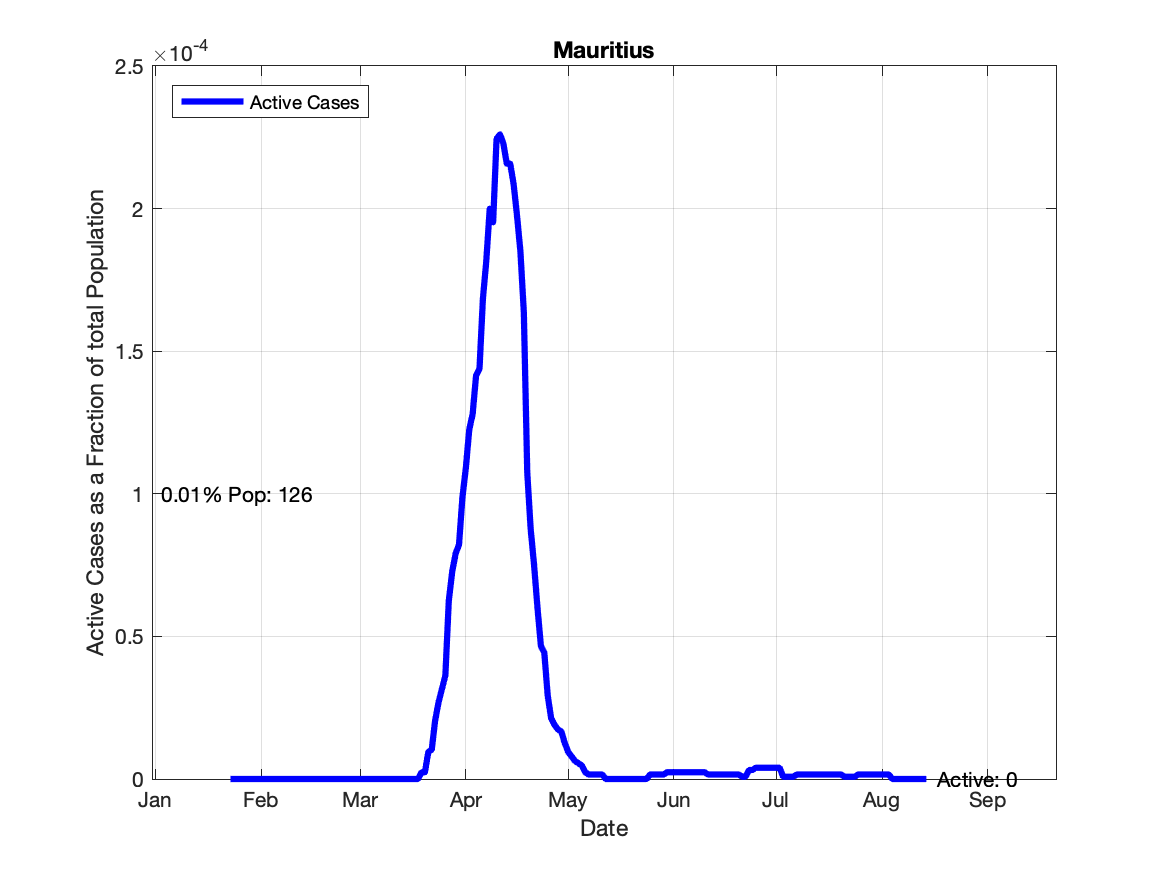 Mauritius
×10-4
2.5
2
1.5
1
0.5
0
Active Cases as a Fraction of total Population
Active Cases
0.01% Pop: 126
Active: 0
Jan Feb Mar Apr May Jun Jul Aug Sep
Date